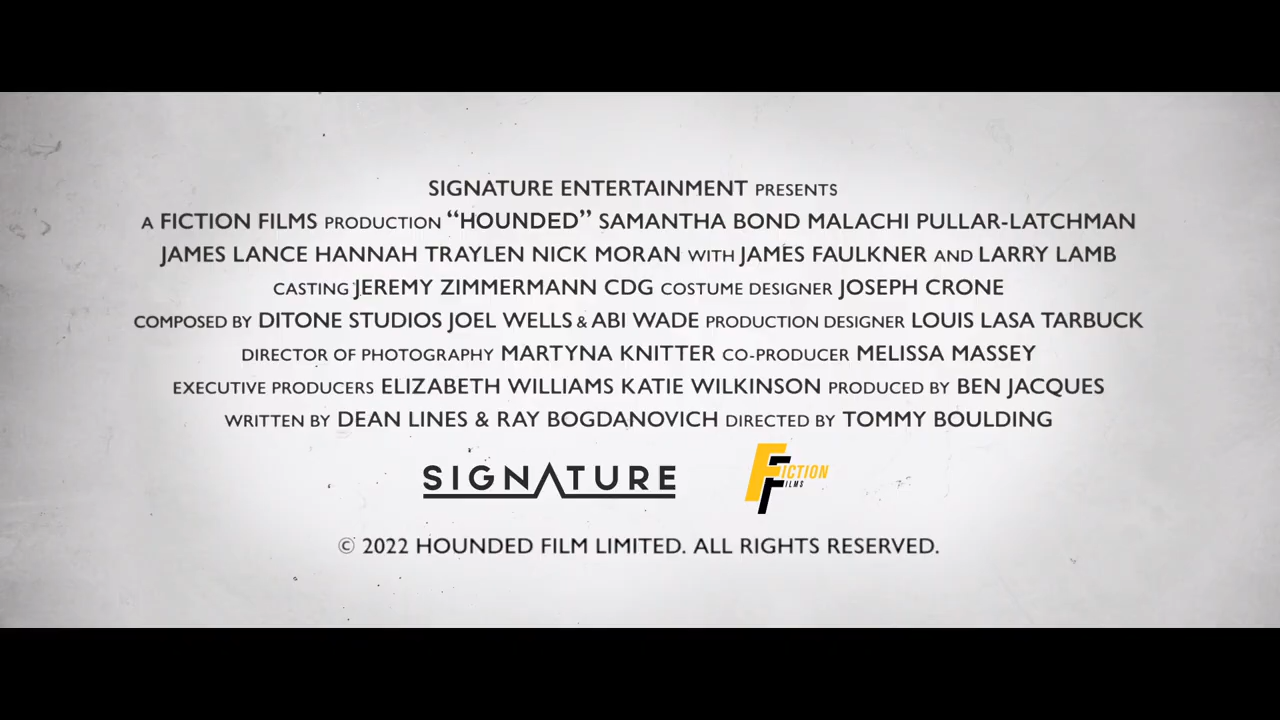 SIGNATURE ENTERTAINMENT PRESENTS
A FICTION FILMS PRODUCTION “HOUNDED” SAMANTHA BOND MALACHI PULLAR-LATCHMAN
JAMES LANCE HANNAH TRAYLEN NICK MORAN WITH JAMES FAULKNER AND LARRY LAMB
CASTING JEREMY ZIMMERMANN CDG COSTUME DESIGNER JOSEPH CRONE
COMPOSED BY DITONE STUDIOS JOEL WELLS & ABI WADE PRODUCTION DESIGNER LOUIS LASA TARBUCK
DIRECTOR OF PHOTOGRAPHY MARTYNA KNITTER CO-PRODUCER MELISSA MASSEY
EXECUTIVE PRODUCERS ELIZABETH WILLIAMS KATIE WILKINSON PRODUCED BY BEN JACQUES
WRITTEN BY DEAN LINES & RAY BOGDANOVICH DIRECTED BY TOMMY BOULDING
SIGNATURE
FICTION
FILMS
© 2022 HOUNDED FILM LIMITED. ALL RIGHTS RESERVED.